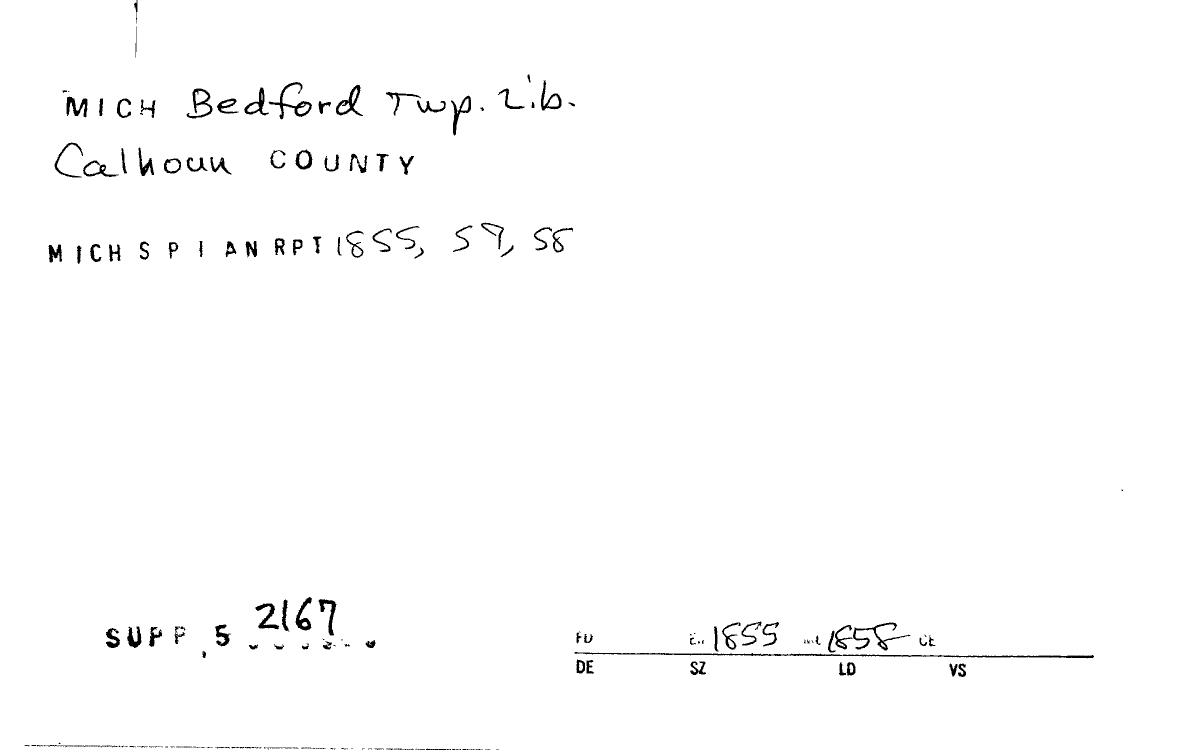 MICH Bedford Twp. Lib.
Calhoun COUNTY
MICH S P I AN RPT 1855, 57, 58
2167
SUPP. 5
FD 1855 1858 CE
DE SZ LD VS